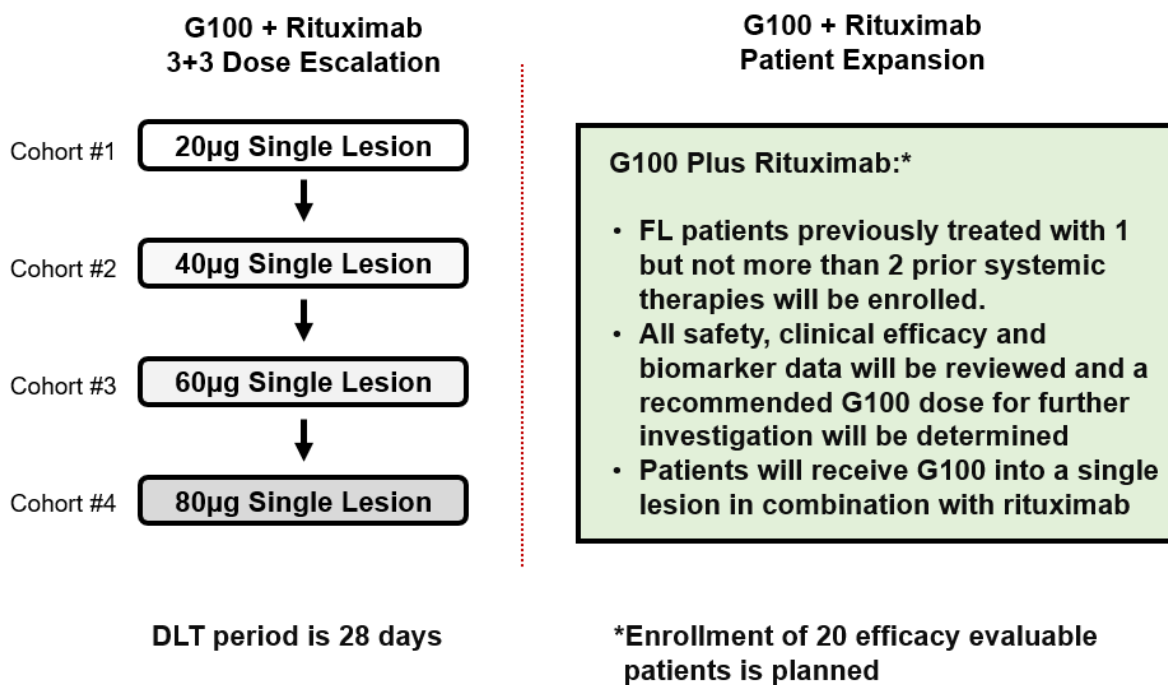 G100 + Rituximab
3+3 Dose Escalation
Cohort #1
20µg Single Lesion
Cohort #2
40µg Single Lesion
Cohort #3
60µg Single Lesion
Cohort #4
80µg Single Lesion
DLT period is 28 days
G100 + Rituximab
Patient Expansion
G100 Plus Rituximab:*
• FL patients previously treated with 1
but not more than 2 prior systemic
therapies will be enrolled.
• All safety, clinical efficacy and
biomarker data will be reviewed and a
recommended G100 dose for further
investigation will be determined
• Patients will receive G100 into a single
lesion in combination with rituximab
*Enrollment of 20 efficacy evaluable
patients is planned